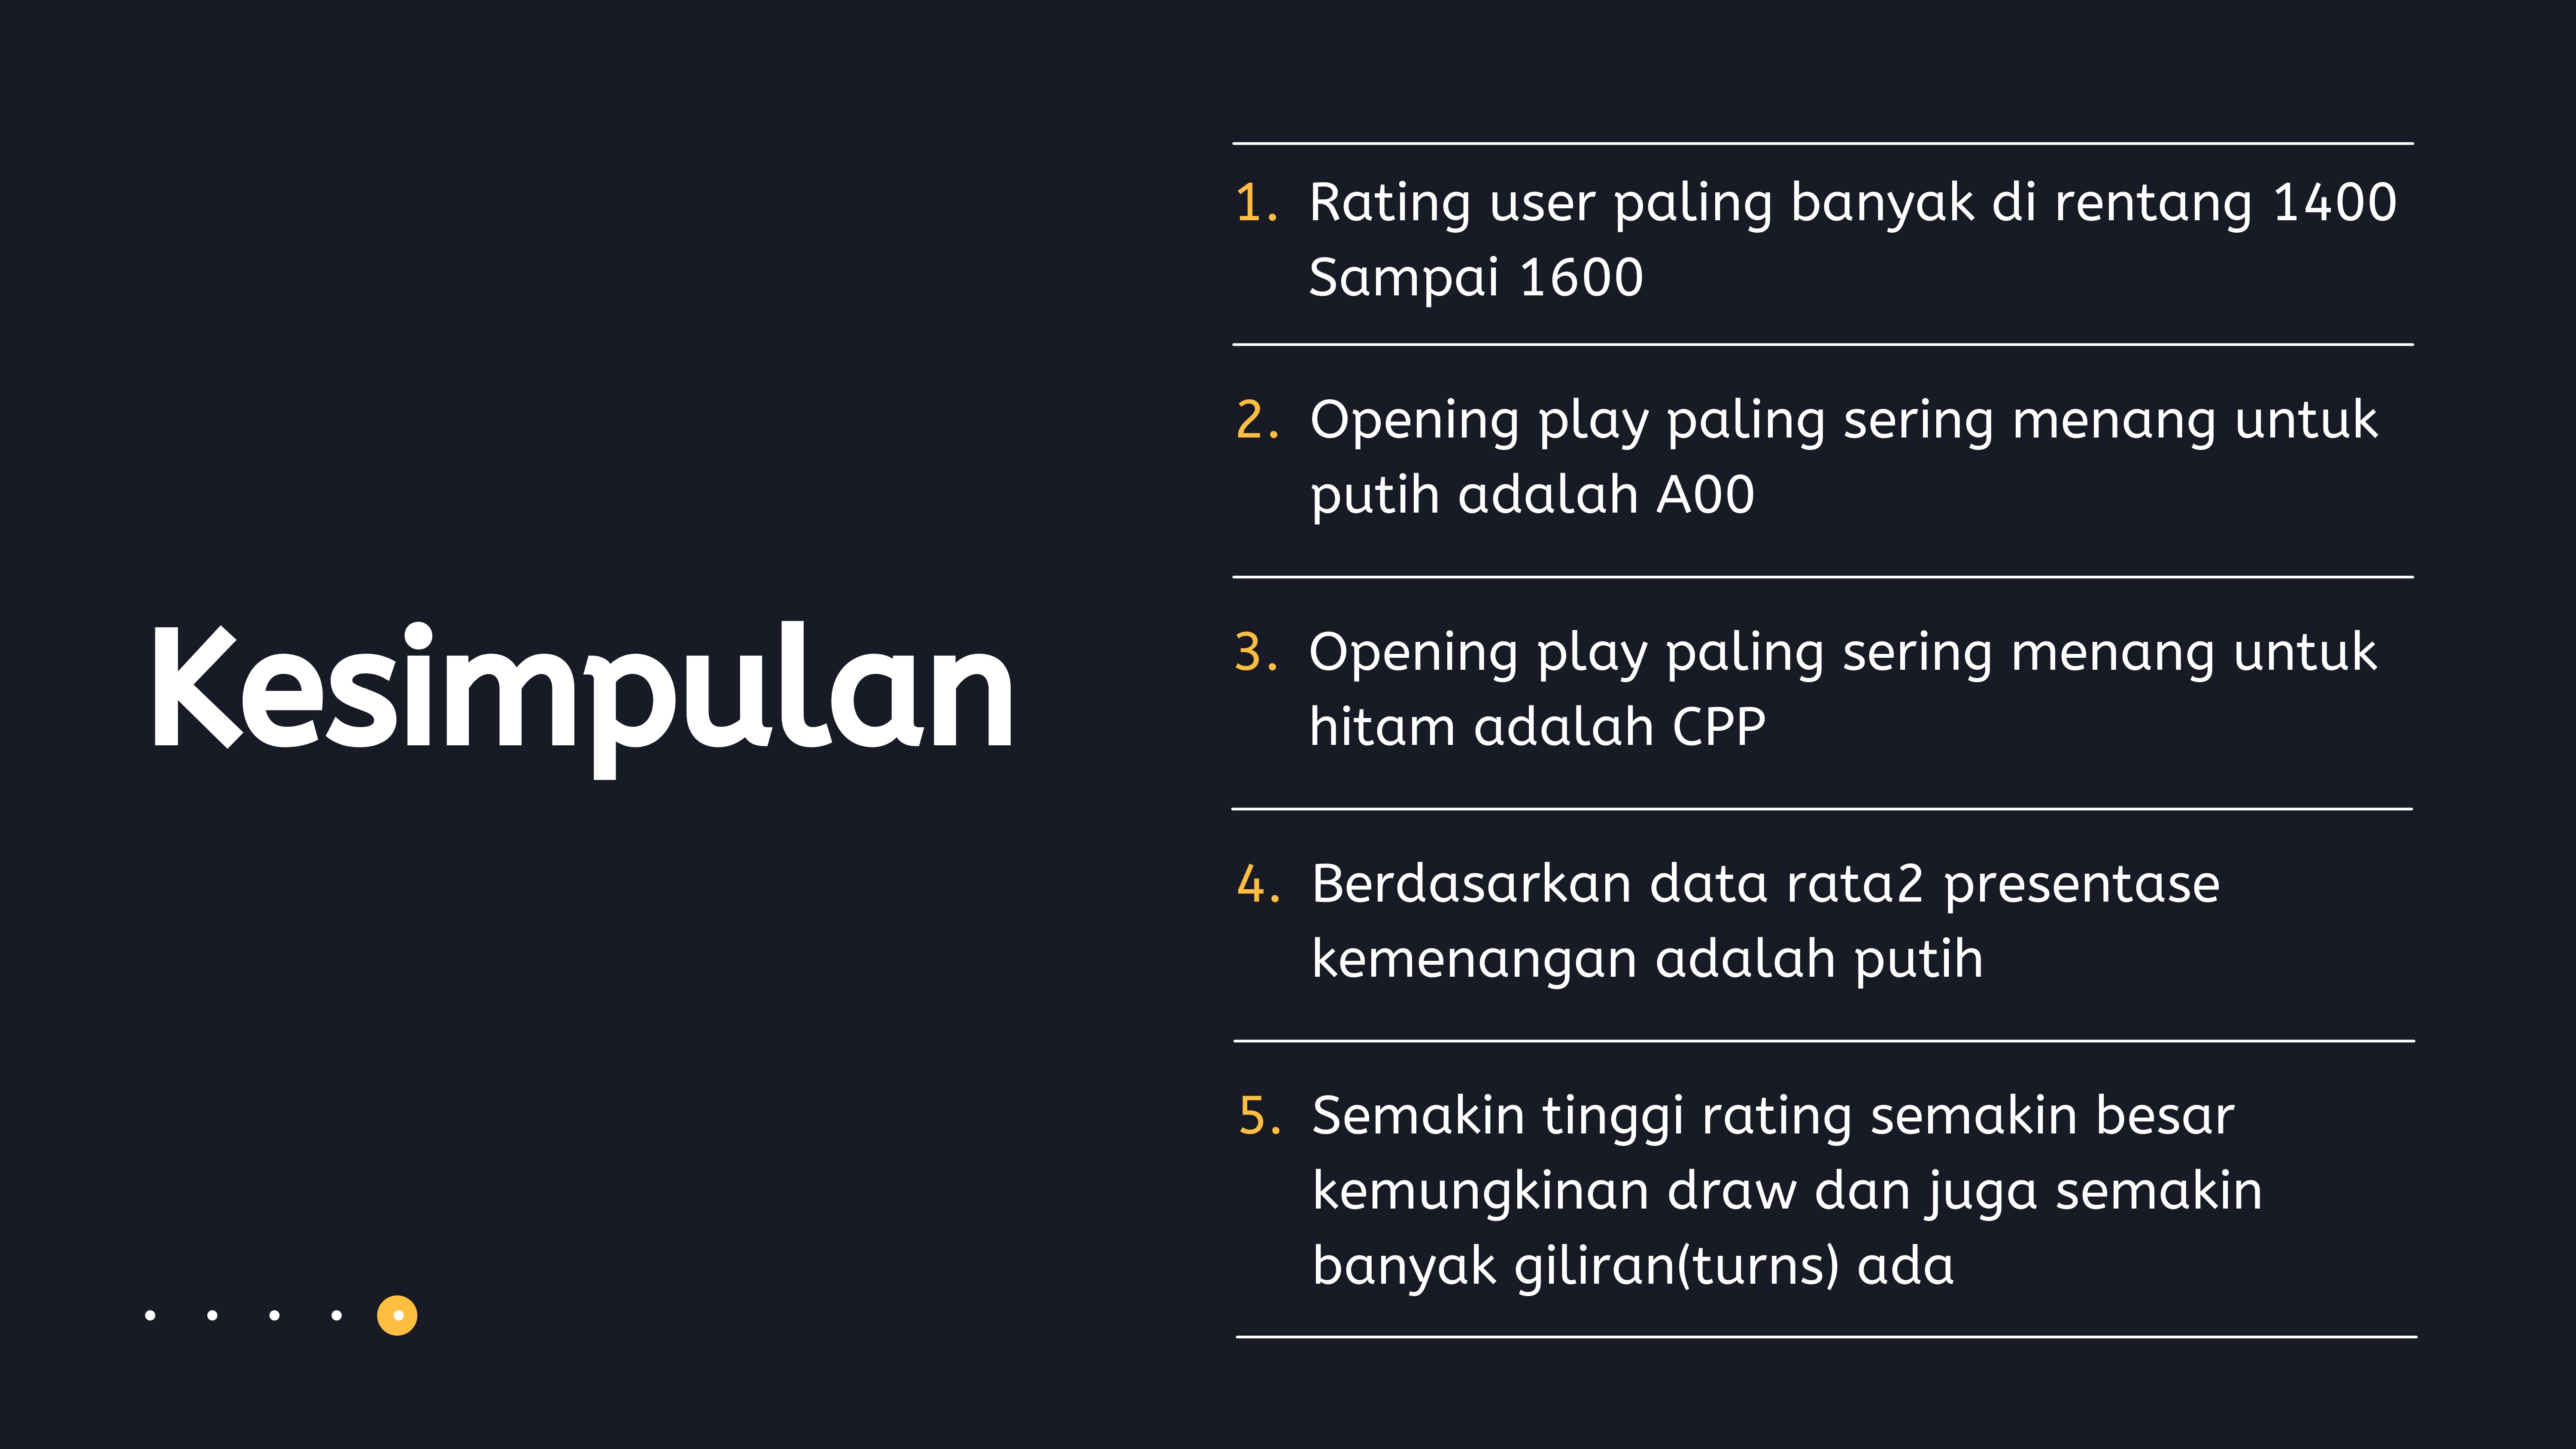 Kesimpulan
1. Rating user paling banyak di rentang 1400
Sampai 1600
2. Opening play paling sering menang untuk
putih adalah A00
3. Opening play paling sering menang untuk
hitam adalah CPP
4. Berdasarkan data rata2 presentase
kemenangan adalah putih
5. Semakin tinggi rating semakin besar
kemungkinan draw dan juga semakin
banyak giliran(turns) ada